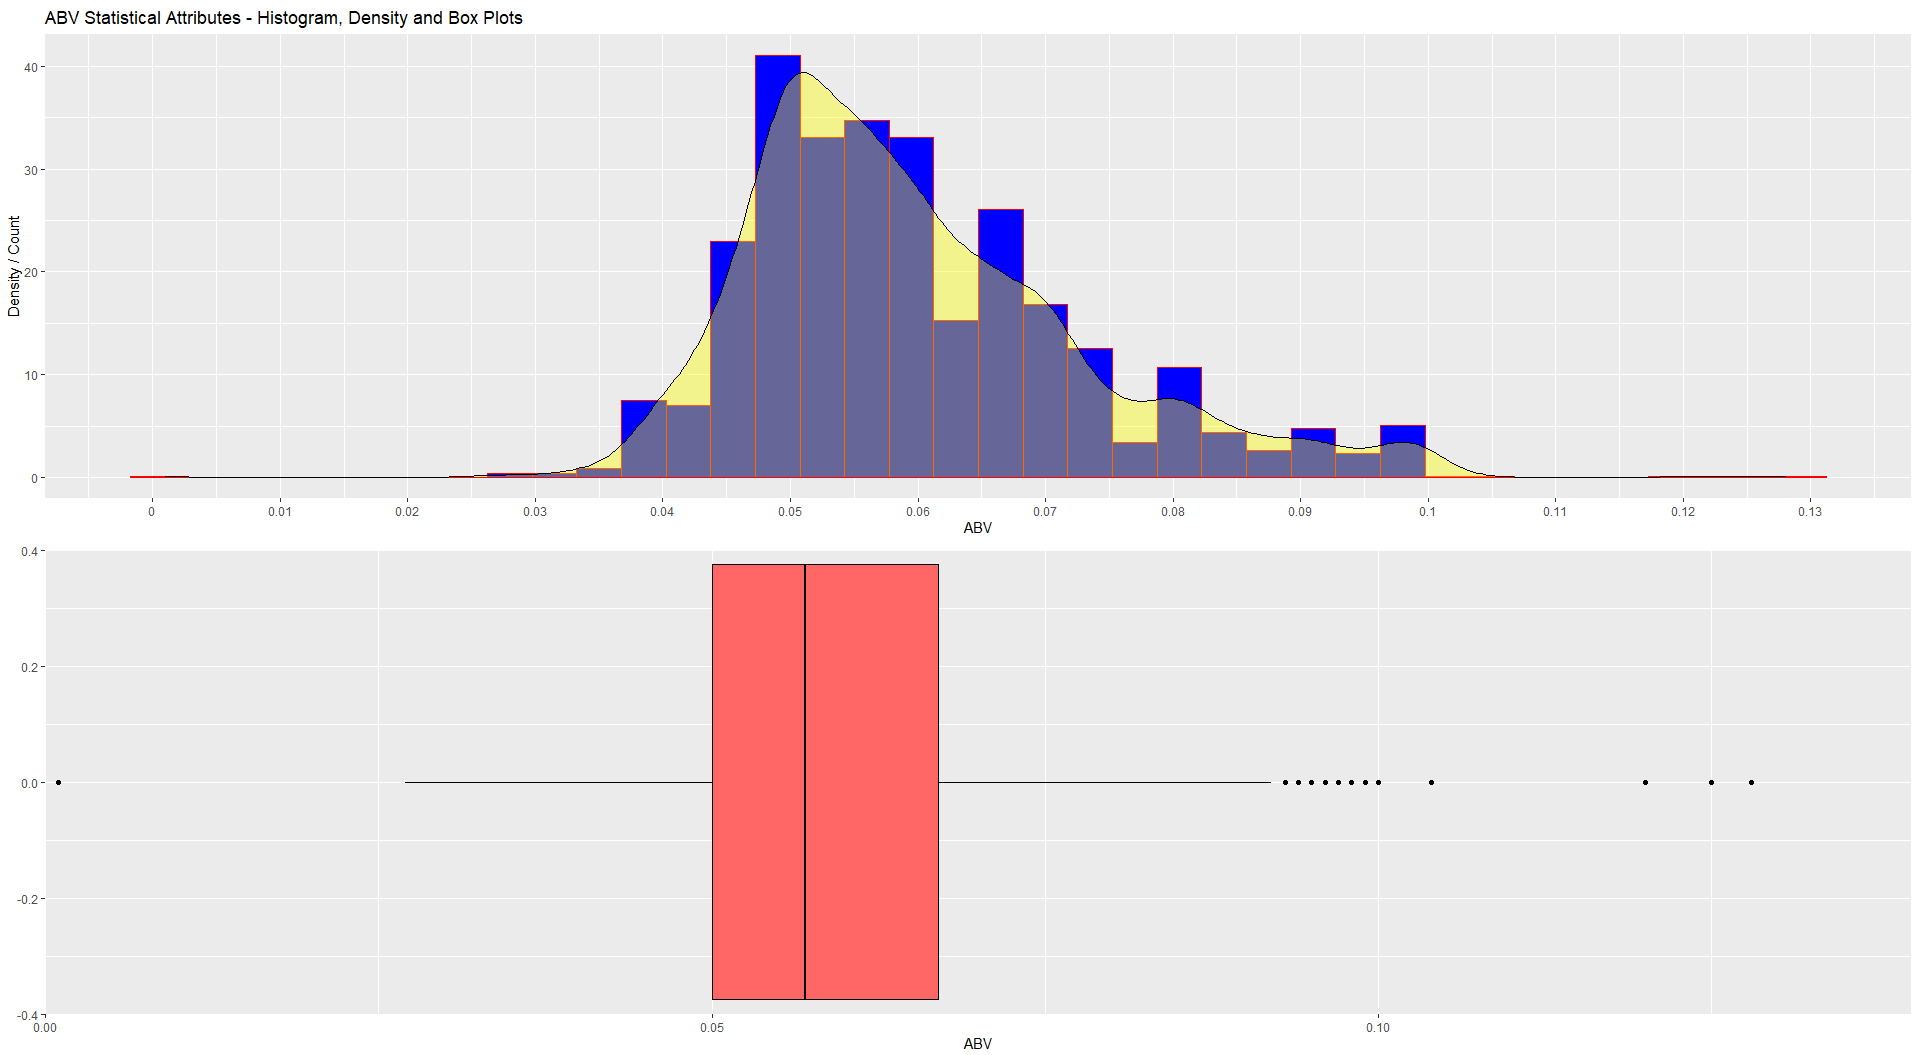 ABV Statistical Attributes - Histogram, Density and Box Plots
Density / Count
40
30
20
10
0
0 0.01 0.02 0.03 0.04 0.05 0.06 0.07 0.08 0.09 0.1 0.11 0.12 0.13
ABV
0.4
0.2
0.0
-0.2
-0.4
0.00 0.05 0.10
ABV